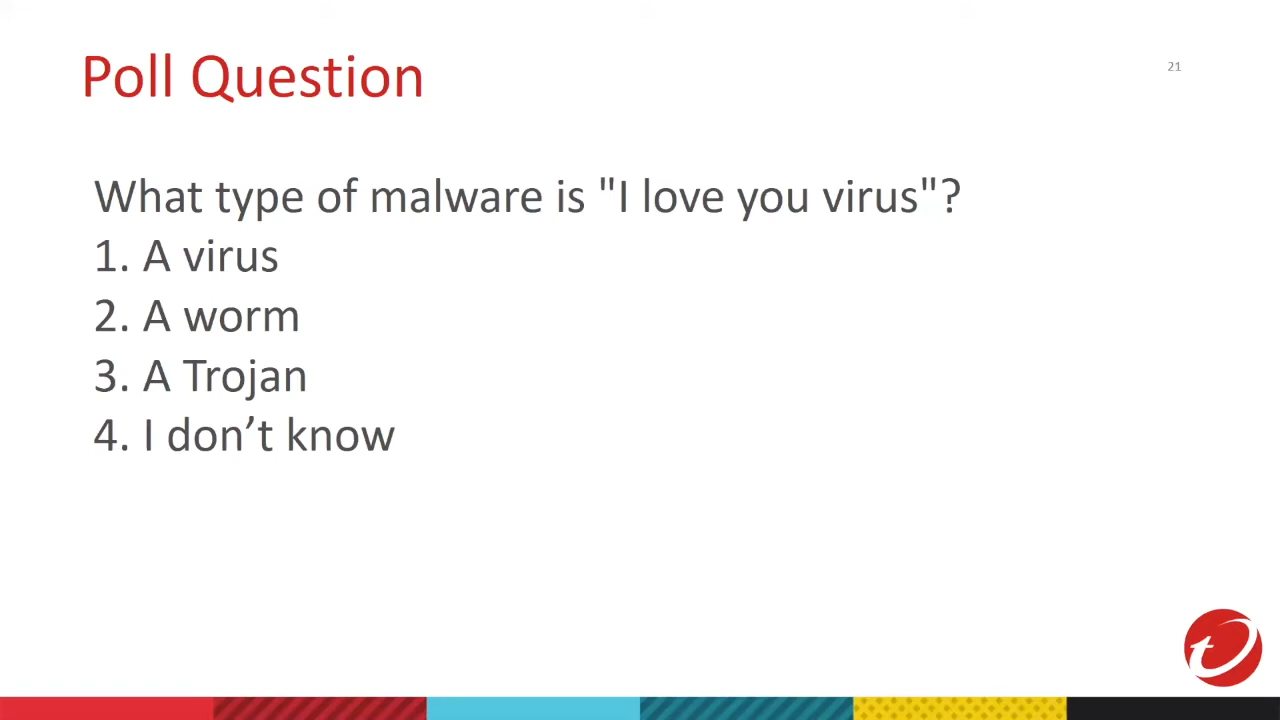 Poll Question
21
What type of malware is "I love you virus"?
1. A virus
2. A worm
3. A Trojan
4. I don’t know